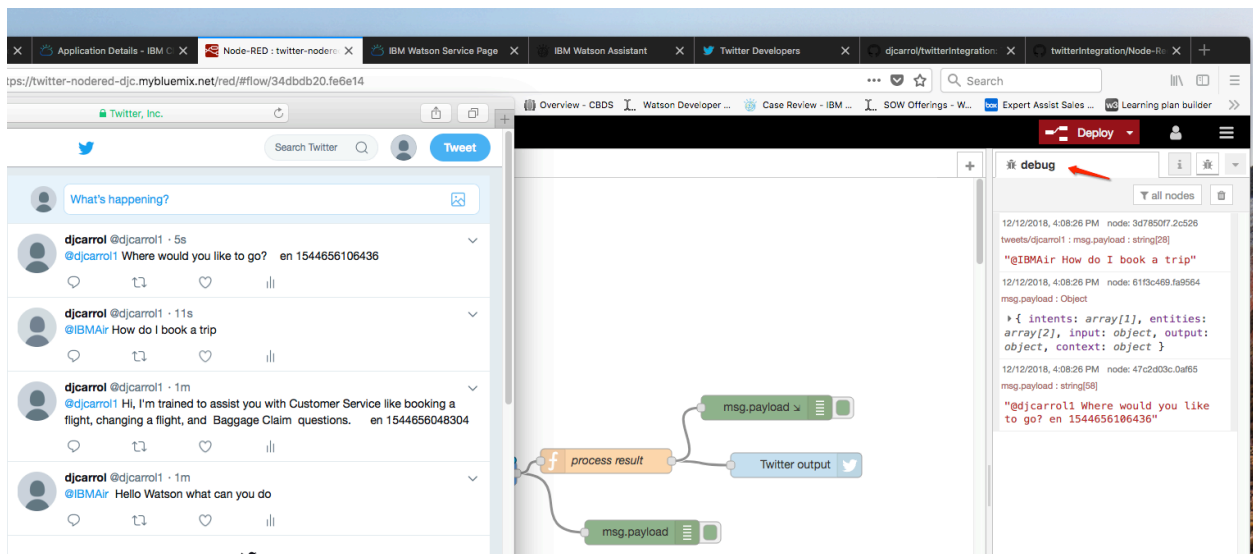 Application Details - IBM C
Node-RED : twitter-nodere
IBM Watson Service Page
IBM Watson Assistant
Twitter Developers
djcarrol/twitterIntegration:
twitterIntegration/Node-Re
tps://twitter-nodered-djc.mybluemix.net/red/#flow/34dbdb20.fe6e14
Search
Overview - CBDS
Watson Developer ...
Case Review - IBM ...
SOW Offerings - W...
box
Expert Assist Sales ...
w3
Learning plan builder
Twitter, Inc.
Deploy
Search Twitter
Tweet
debug
i
all nodes
What's happening?
djcarrol @djcarrol1 · 5s
@djcarrol1 Where would you like to go? en 1544656106436
djcarrol @djcarrol1 · 11s
@IBMAir How do I book a trip
djcarrol @djcarrol1 · 1m
@djcarrol1 Hi, I'm trained to assist you with Customer Service like booking a
flight, changing a flight, and Baggage Claim questions. en 1544656048304
djcarrol @djcarrol1 · 1m
@IBMAir Hello Watson what can you do
msg.payload
f process result
Twitter output
msg.payload
12/12/2018, 4:08:26 PM node: 3d7850f7.2c526
tweets/djcarrol1 : msg.payload : string[28]
"@IBMAir How do I book a trip"
12/12/2018, 4:08:26 PM node: 61f3c469.fa9564
msg.payload : Object
{ intents: array[1], entities:
array[2], input: object, output:
object, context: object }
12/12/2018, 4:08:26 PM node: 47c2d03c.0af65
msg.payload : string[58]
"@djcarrol1 Where would you like
to go? en 1544656106436"